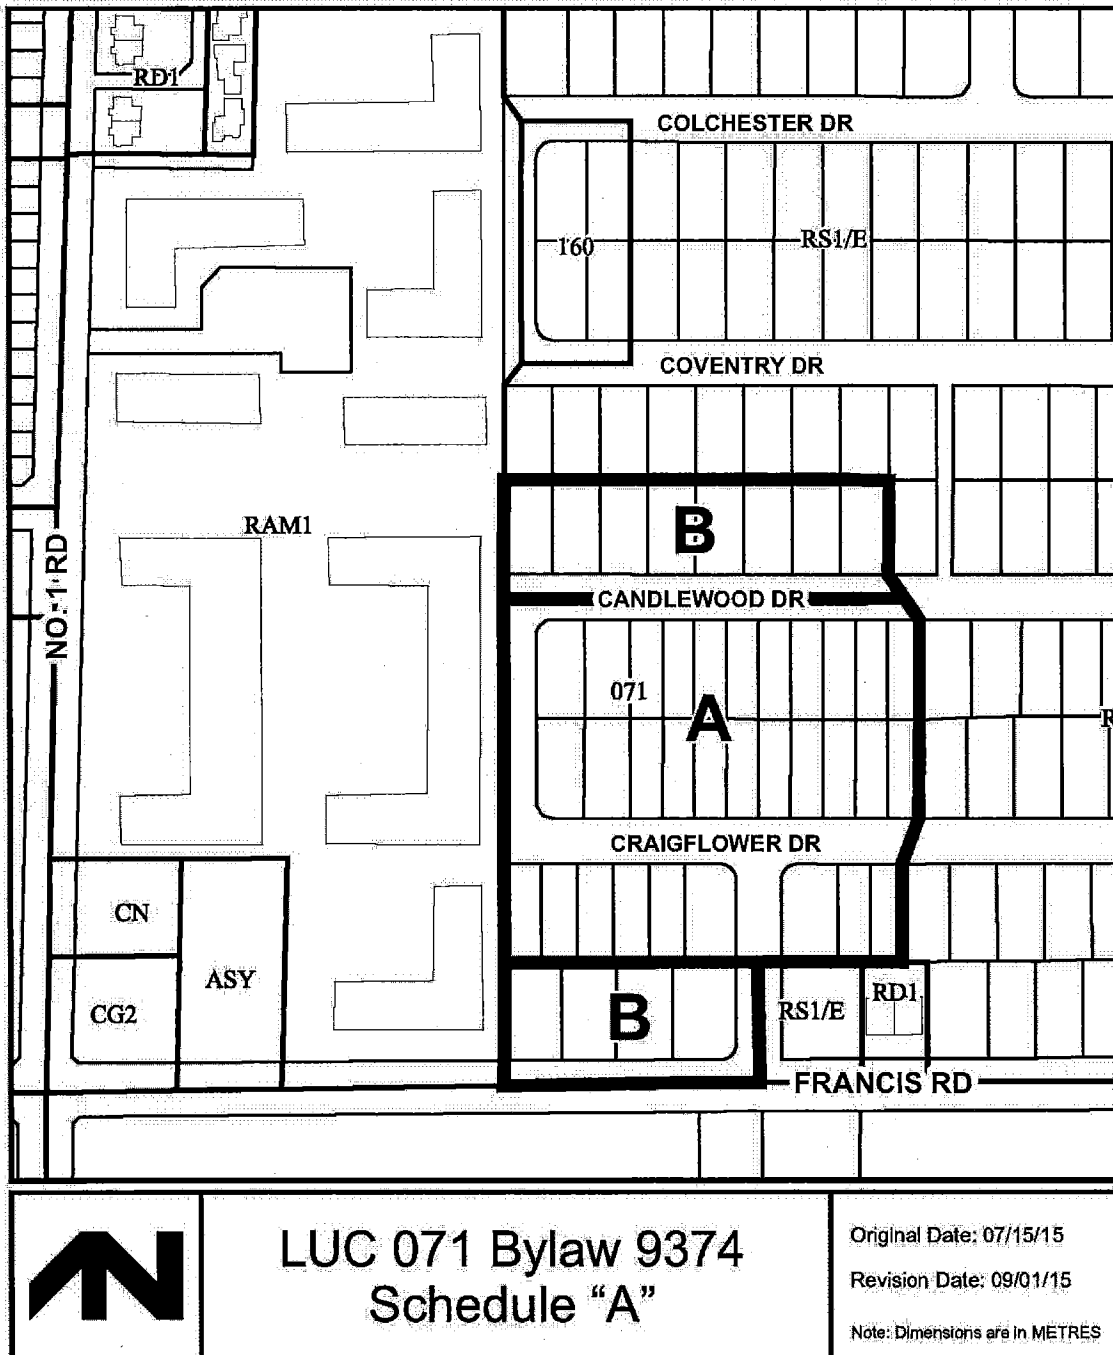 RD1
COLCHESTER DR
160
RS1/E
COVENTRY DR
RAM1
NO. 1 RD
B
CANDLEWOOD DR
071
A
R
CRAIGFLOWER DR
CN
ASY
CG2
B
RS1/E
RD1
FRANCIS RD
LUC 071 Bylaw 9374
Schedule “A”
Original Date: 07/15/15
Revision Date: 09/01/15
Note: Dimensions are in METRES